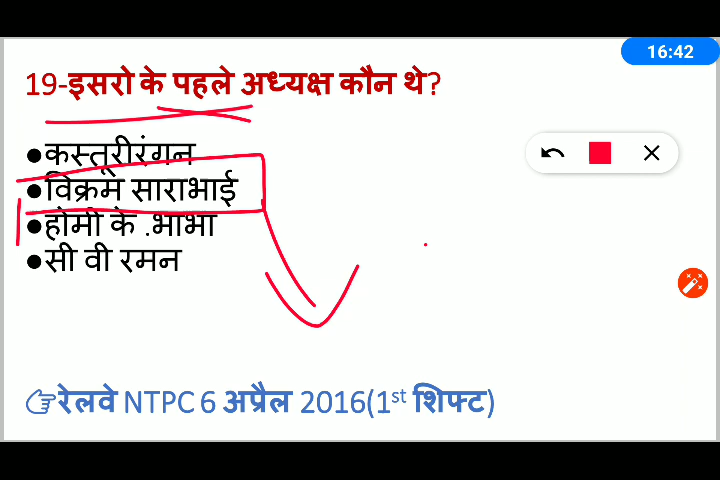 16:42
19-इसरो के पहले अध्यक्ष कौन थे?
●कस्तूरीरंगन
●विक्रम साराभाई
●होमी के .भाभा
●सी वी रमन
👉रेलवे NTPC 6 अप्रैल 2016(1st शिफ्ट)